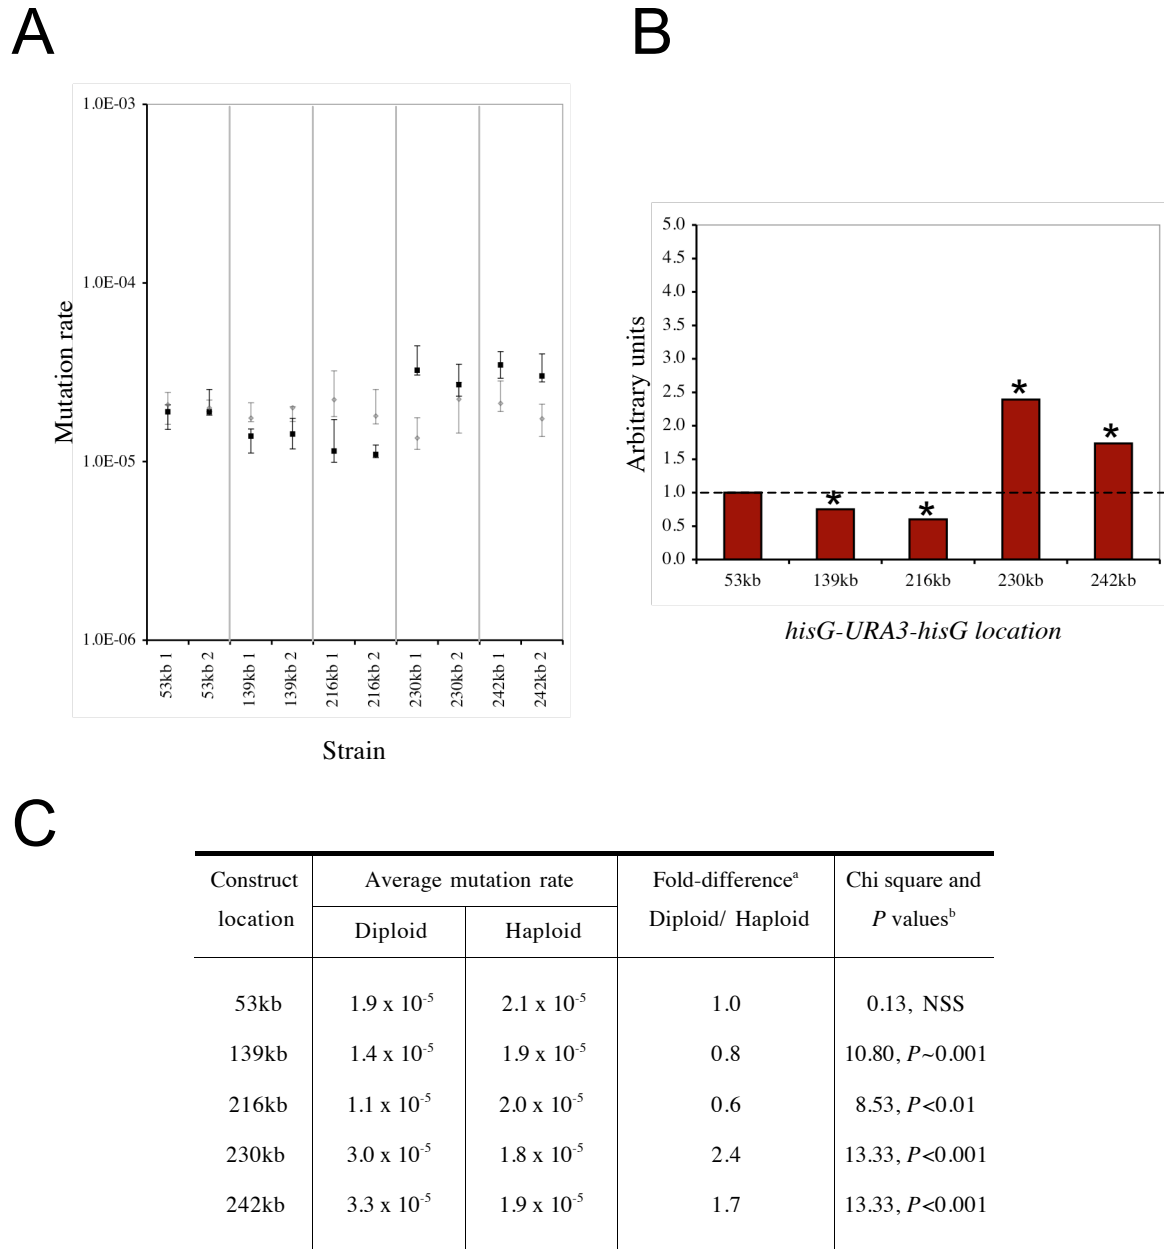 A
1.0E-03
1.0E-04
1.0E-05
1.0E-06
Mutation rate
53kb 1
53kb 2
139kb 1
139kb 2
216kb 1
216kb 2
230kb 1
230kb 2
242kb 1
242kb 2
Strain
B
5.0
4.5
4.0
3.5
3.0
2.5
2.0
1.5
1.0
0.5
0.0
Arbitrary units
*
*
*
*
53kb 139kb 216kb 230kb 242kb
hisG-URA3-hisG location
C
Construct location
Average mutation rate
Diploid Haploid
Fold-differenceᵃ
Diploid/ Haploid
Chi square and
P valuesᵇ
53kb 1.9 x 10⁻⁵ 2.1 x 10⁻⁵ 1.0 0.13, NSS
139kb 1.4 x 10⁻⁵ 1.9 x 10⁻⁵ 0.8 10.80, P~0.001
216kb 1.1 x 10⁻⁵ 2.0 x 10⁻⁵ 0.6 8.53, P<0.01
230kb 3.0 x 10⁻⁵ 1.8 x 10⁻⁵ 2.4 13.33, P<0.001
242kb 3.3 x 10⁻⁵ 1.9 x 10⁻⁵ 1.7 13.33, P<0.001